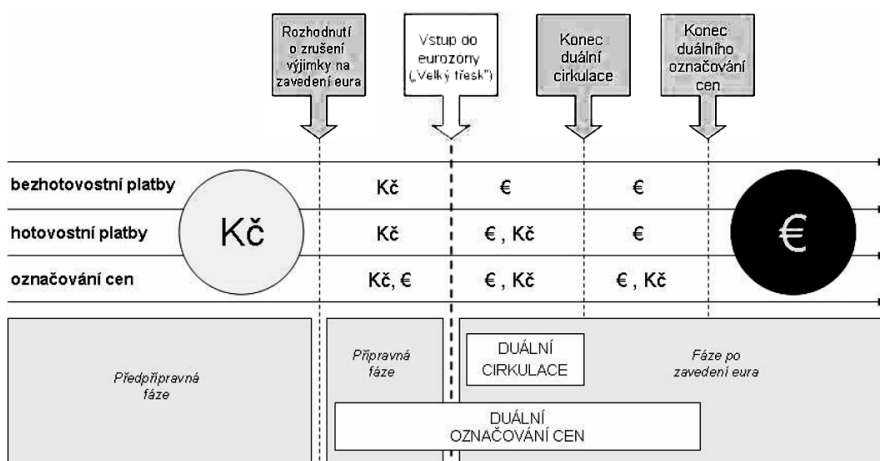 Rozhodnutí
o zrušení
výjimky na
zavedení eura
Vstup do
eurozóny
(„Velký třesk")
Konec
duální
cirkulace
Konec
duálního
označování
cen
bezhotovostní platby
Kč
€
€
hotovostní platby
Kč
€ , Kč
€
označování cen
Kč, €
€ , Kč
€ , Kč
Kč
€
Předpřípravná
fáze
Přípravná
fáze
DUÁLNÍ
CIRKULACE
Fáze po
zavedení eura
DUÁLNÍ
OZNAČOVÁNÍ CEN